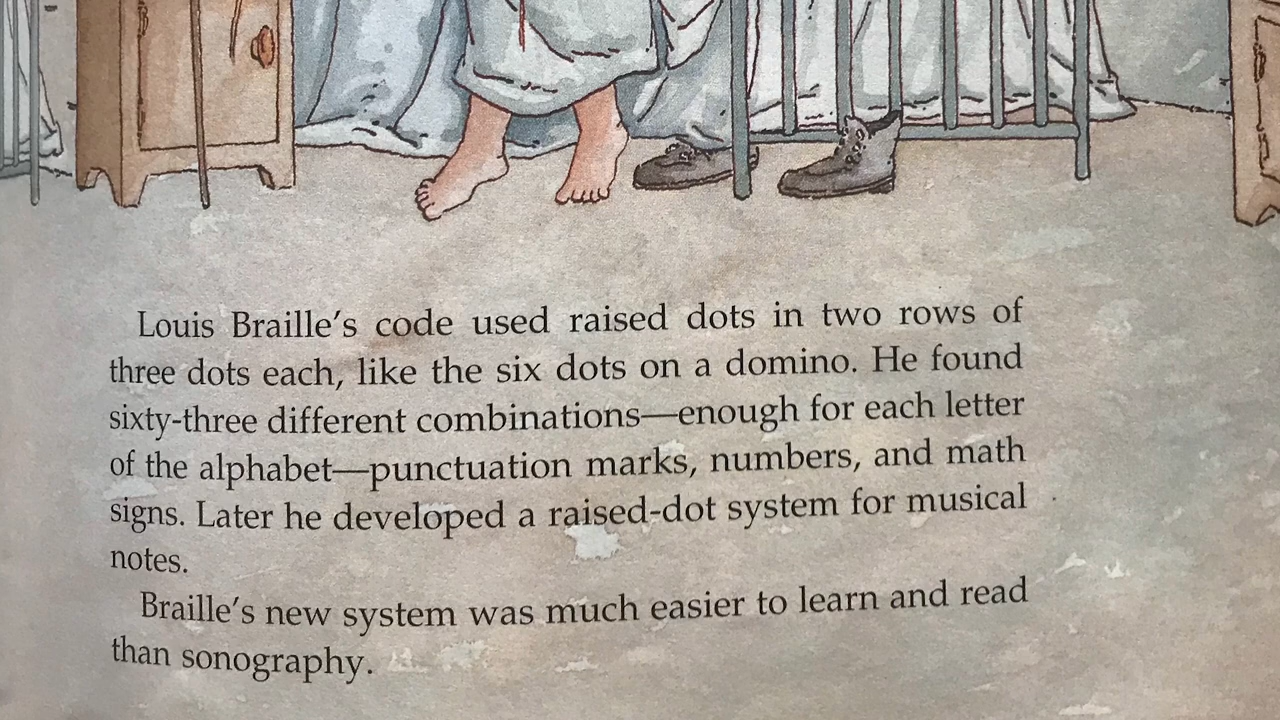 Louis Braille's code used raised dots in two rows of
three dots each, like the six dots on a domino. He found
sixty-three different combinations—enough for each letter
of the alphabet—punctuation marks, numbers, and math
signs. Later he developed a raised-dot system for musical
notes.
Braille's new system was much easier to learn and read
than sonography.